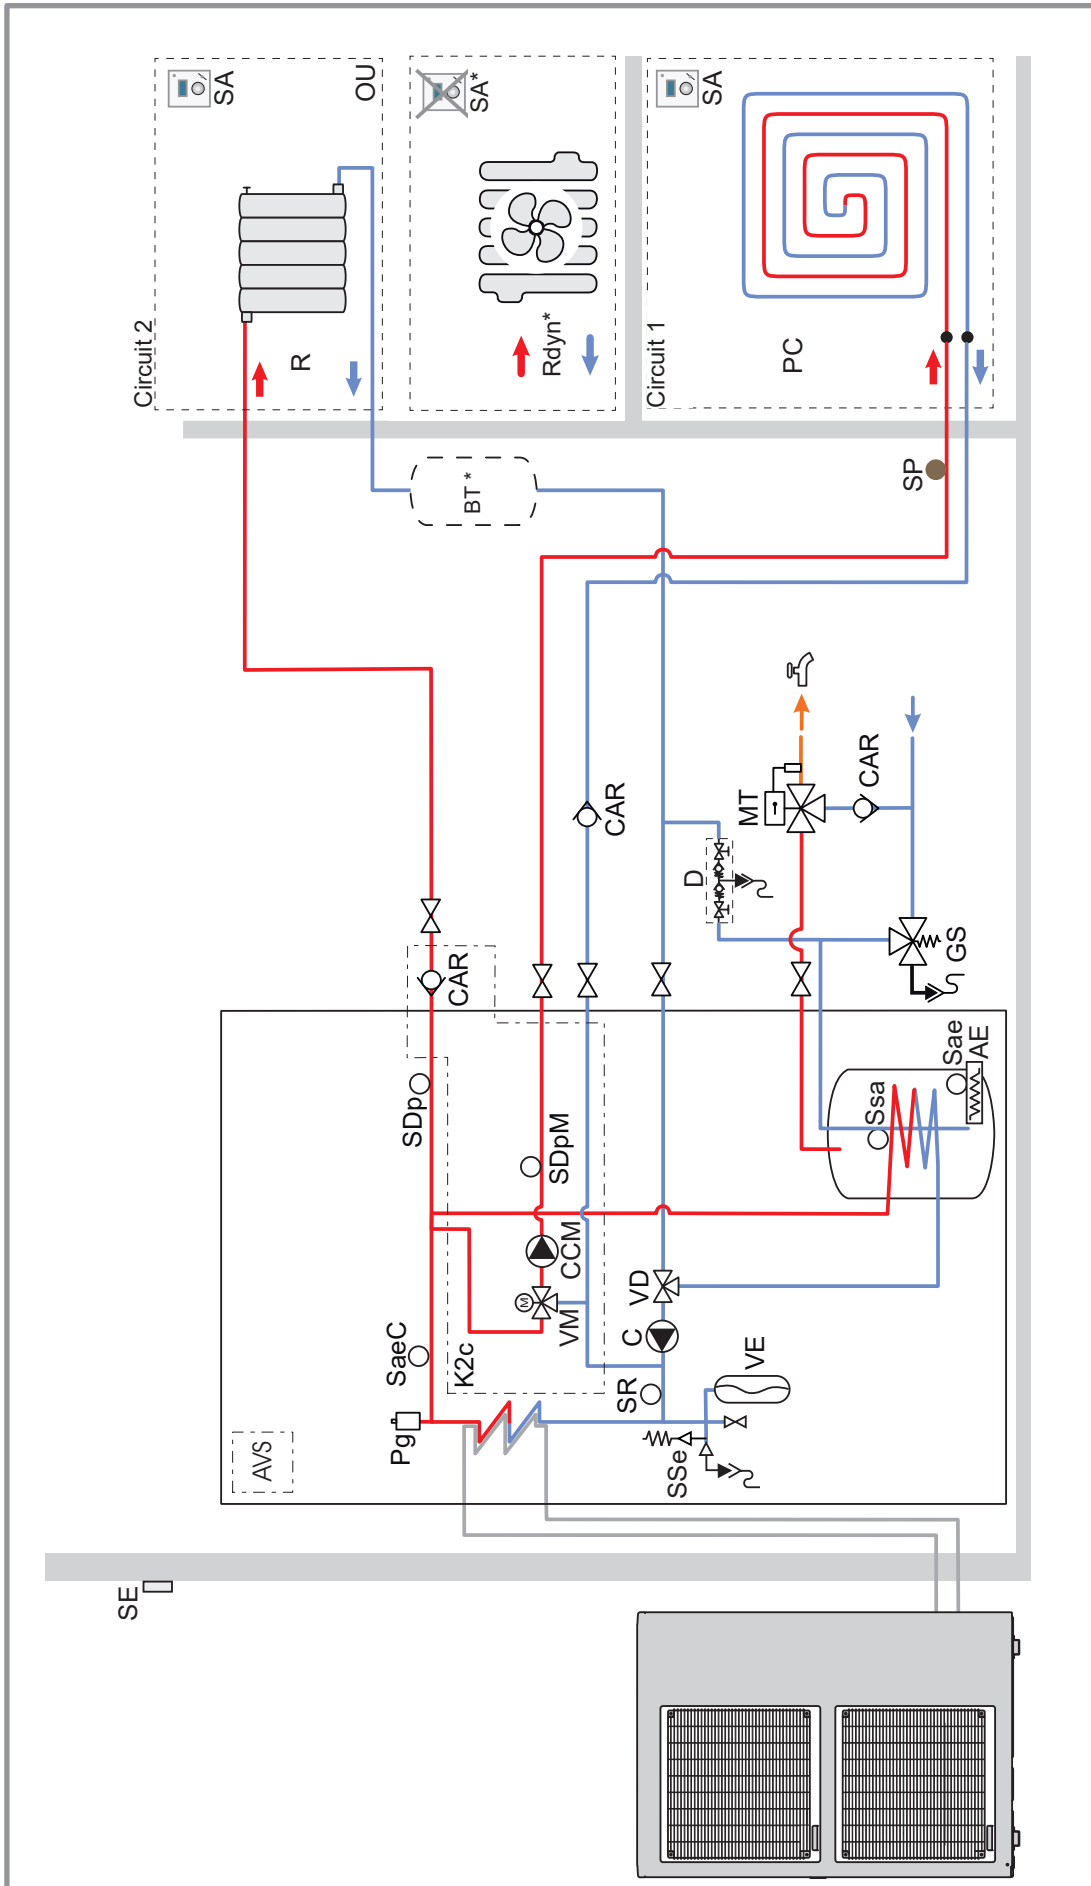 SA
OU
SA*
SA
Circuit 2
R
Rdyn*
Circuit 1
PC
BT *
SP
CAR
MT
CAR
D
GS
CAR
SDp
SDpM
Ssa
Sae
AE
CCM
VM
VD
M
C
SaeC
K2c
SR
VE
Pg
SSe
AVS
SE